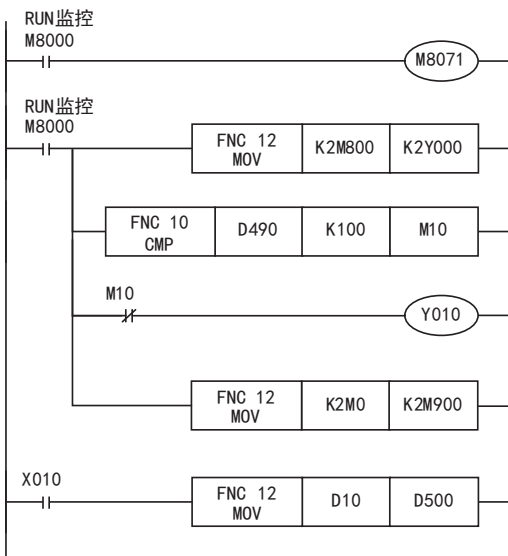 RUN监控
M8000
M8071
RUN监控
M8000
FNC 12
MOV
K2M800
K2Y000
FNC 10
CMP
D490
K100
M10
M10
Y010
FNC 12
MOV
K2M0
K2M900
X010
FNC 12
MOV
D10
D500